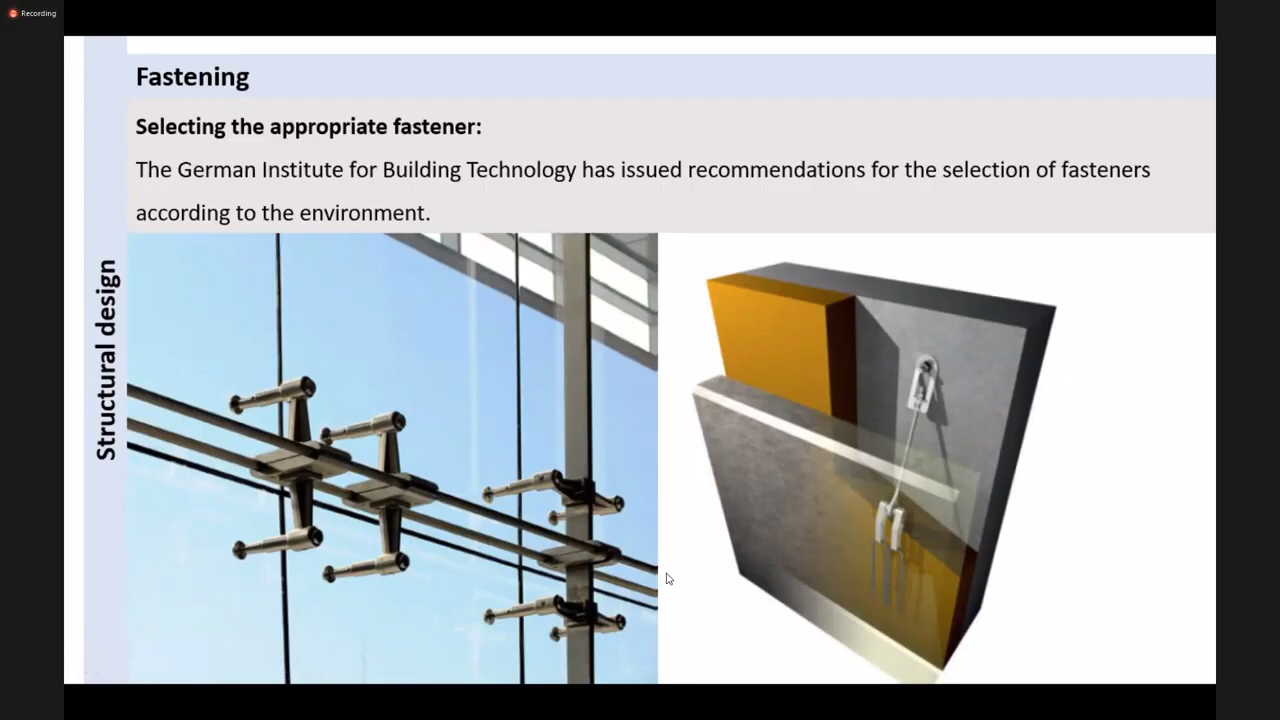 Recording
Fastening
Selecting the appropriate fastener:
The German Institute for Building Technology has issued recommendations for the selection of fasteners
according to the environment.
Structural design